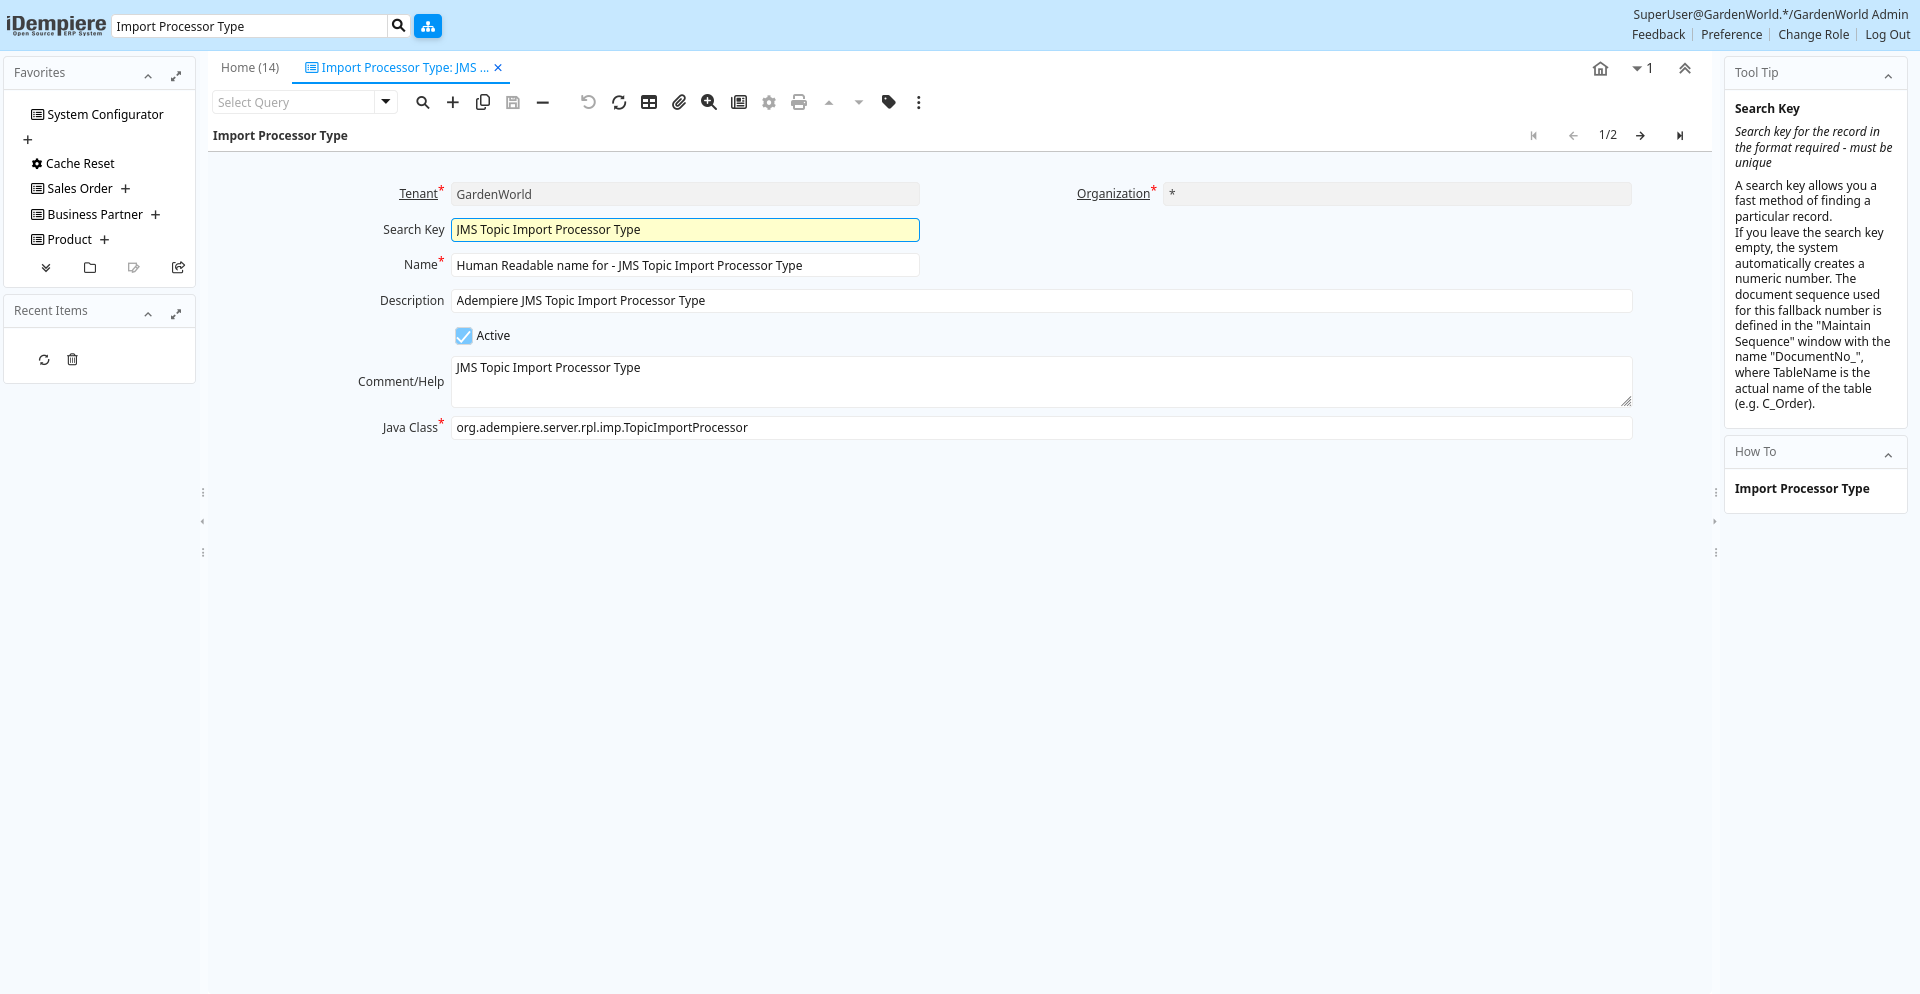 iDempiere
Open Source ERP System
Import Processor Type
SuperUser@GardenWorld.*/GardenWorld Admin
Feedback
Preference
Change Role
Log Out
Favorites
System Configurator
Cache Reset
Sales Order
Business Partner
Product
Recent Items
Home (14)
Import Processor Type: JMS ...
1
Select Query
Import Processor Type
1/2
Tenant*
GardenWorld
Organization*
*
Search Key
JMS Topic Import Processor Type
Name*
Human Readable name for - JMS Topic Import Processor Type
Description
Adempiere JMS Topic Import Processor Type
Active
Comment/Help
JMS Topic Import Processor Type
Java Class*
org.adempiere.server.rpl.imp.TopicImportProcessor
Tool Tip
Search Key
Search key for the record in
the format required - must be
unique
A search key allows you a
fast method of finding a
particular record.
If you leave the search key
empty, the system
automatically creates a
numeric number. The
document sequence used
for this fallback number is
defined in the "Maintain
Sequence" window with the
name "DocumentNo_",
where TableName is the
actual name of the table
(e.g. C_Order).
How To
Import Processor Type